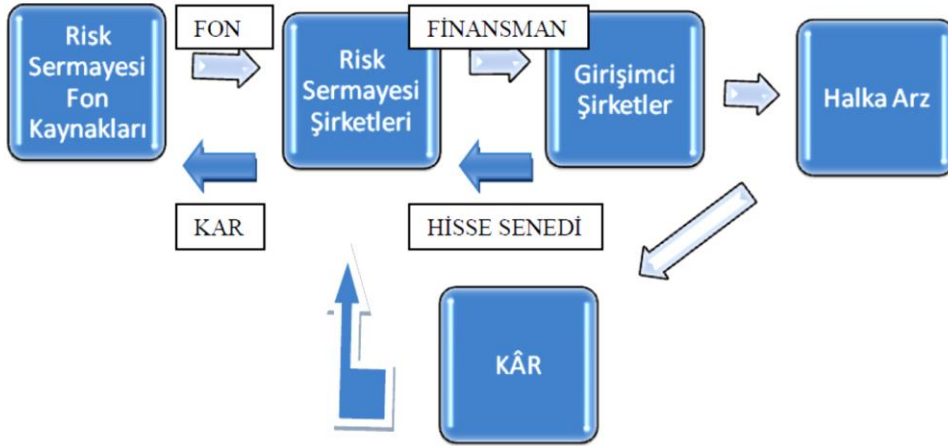 FON
FİNANSMAN
Risk
Sermayesi
Fon
Kaynakları
Risk
Sermayesi
Şirketleri
Girişimci
Şirketler
Halka Arz
KAR
HİSSE SENEDİ
KÂR